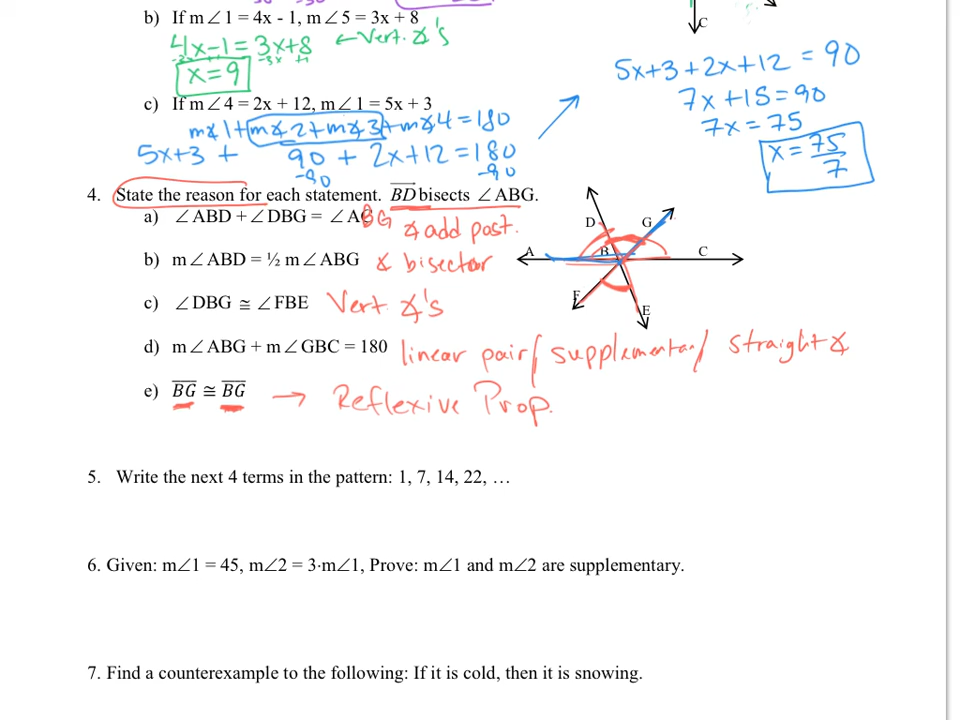 b) If m∠1 = 4x - 1, m∠5 = 3x + 8
4x-1 = 3x+8 ← Vert. ∡'s
-3x +1 -3x +1
x=9
C
5x+3+2x+12 = 90
7x+15=90
7x = 75
x = 75/7
c) If m∠4 = 2x + 12, m∠1 = 5x + 3
m∡1+m∡2+m∡3+m∡4=180
5x+3 + 90 + 2x+12=180
-90 -90
4. State the reason for each statement. BD bisects ∠ABG.
a) ∠ABD + ∠DBG = ∠ABG ∡ add post.
b) m∠ABD = ½ m∠ABG ∡ bisector
c) ∠DBG ≅ ∠FBE Vert. ∡'s
d) m∠ABG + m∠GBC = 180 linear pair/ supplementary/ straight ∡
e) BG ≅ BG → Reflexive Prop.
D G
A B C
F E
5. Write the next 4 terms in the pattern: 1, 7, 14, 22, …
6. Given: m∠1 = 45, m∠2 = 3·m∠1, Prove: m∠1 and m∠2 are supplementary.
7. Find a counterexample to the following: If it is cold, then it is snowing.